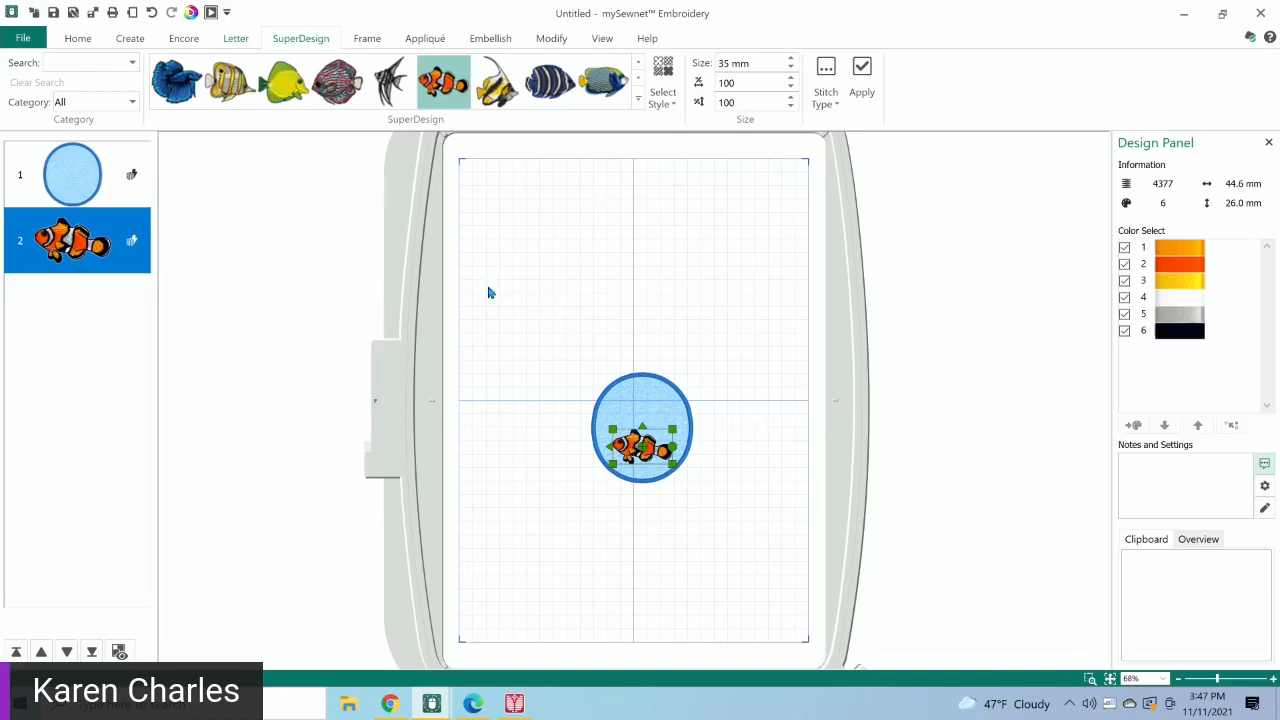 Untitled - mySewnet™ Embroidery
File Home Create Encore Letter SuperDesign Frame Appliqué Embellish Modify View Help
Search:
Clear Search
Category: All
Category
SuperDesign
Select Style
Size: 35 mm
100
100
Size
Stitch Type
Apply
1
2
Design Panel
Information
4377 44.6 mm
6 26.0 mm
Color Select
1
2
3
4
5
6
Notes and Settings
Clipboard Overview
68%
Karen Charles
47°F Cloudy
3:47 PM
11/11/2021